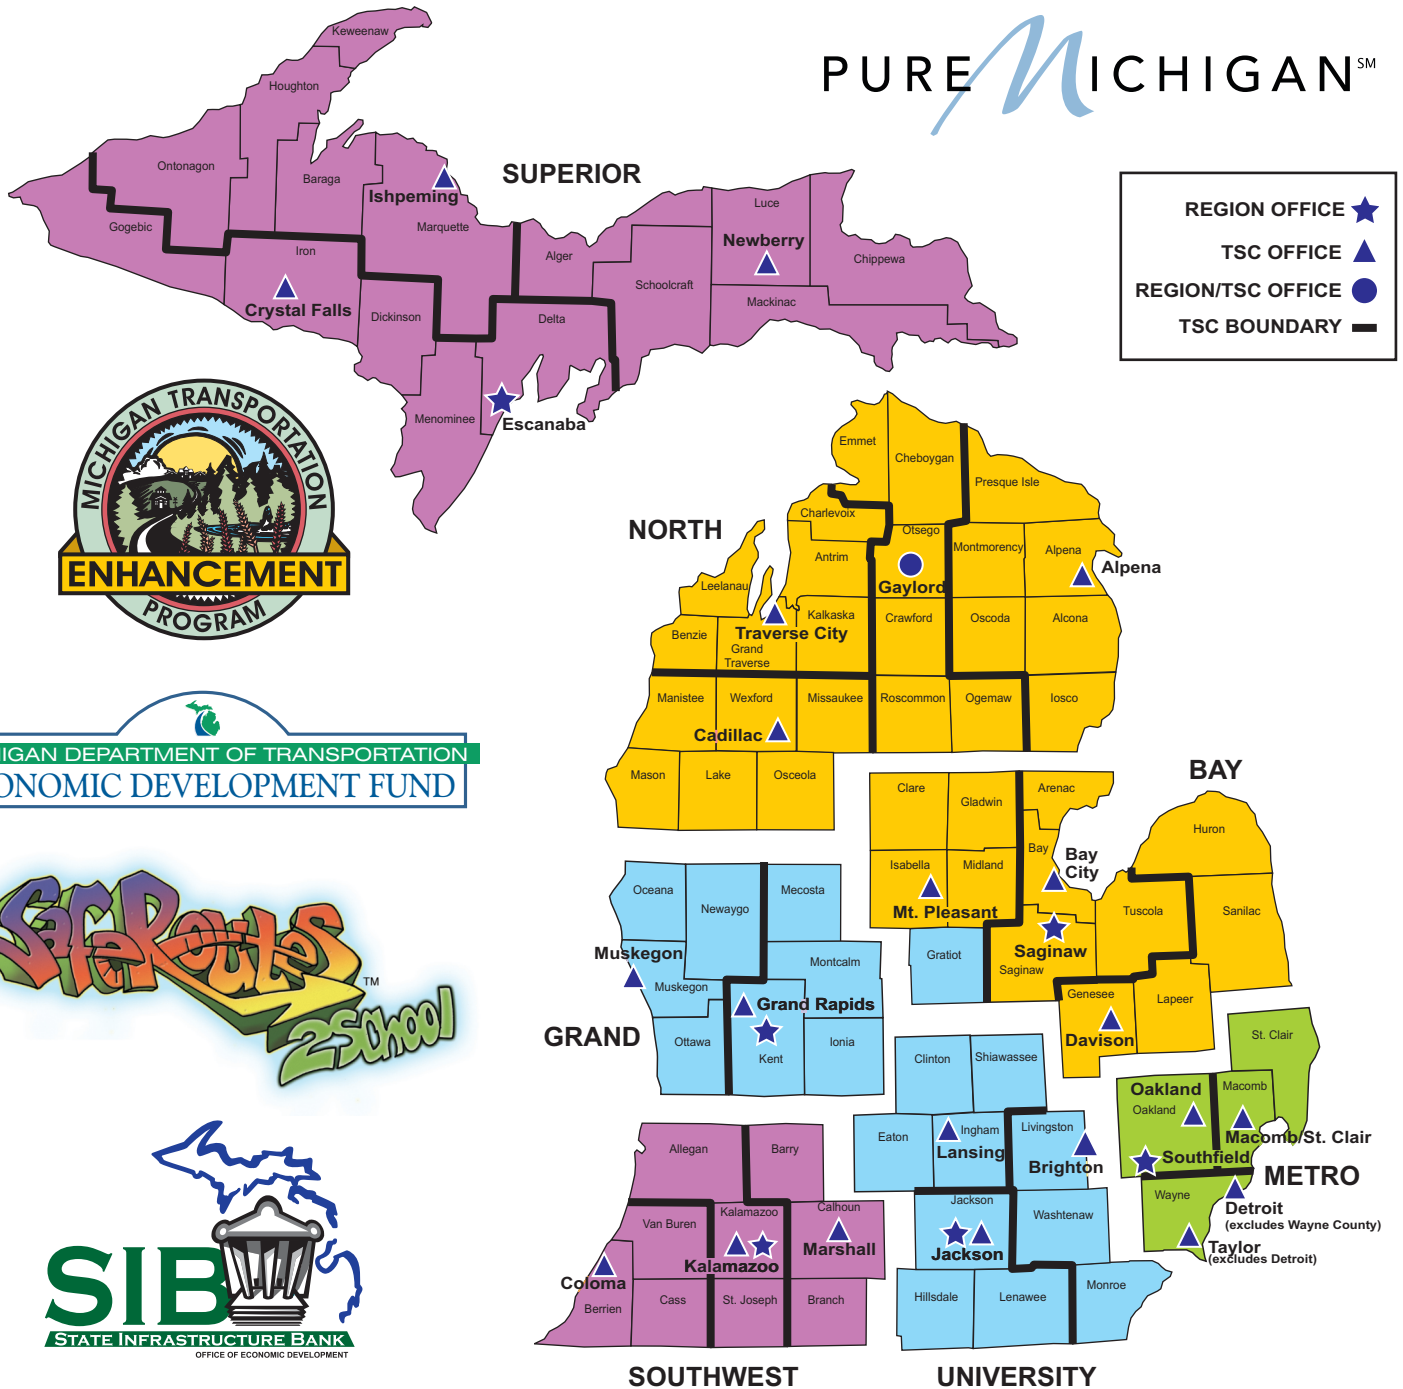 PURE MICHIGAN SM
REGION OFFICE
TSC OFFICE
REGION/TSC OFFICE
TSC BOUNDARY
SUPERIOR
Keweenaw
Houghton
Ontonagon
Baraga
Ishpeming
Gogebic
Marquette
Iron
Crystal Falls
Dickinson
Alger
Luce
Newberry
Chippewa
Schoolcraft
Mackinac
Delta
Menominee
Escanaba
MICHIGAN TRANSPORTATION
ENHANCEMENT
PROGRAM
NORTH
Emmet
Cheboygan
Presque Isle
Charlevoix
Otsego
Antrim
Montmorency
Alpena
Alpena
Gaylord
Leelanau
Kalkaska
Crawford
Oscoda
Alcona
Benzie
Traverse City
Grand
Traverse
Manistee
Wexford
Missaukee
Roscommon
Ogemaw
Iosco
Cadillac
Mason
Lake
Osceola
IGAN DEPARTMENT OF TRANSPORTATION
ONOMIC DEVELOPMENT FUND
BAY
Clare
Gladwin
Arenac
Huron
Isabella
Midland
Bay
Bay
City
Mt. Pleasant
Tuscola
Sanilac
Gratiot
Saginaw
Saginaw
Genesee
Lapeer
Davison
GRAND
Oceana
Newaygo
Mecosta
Muskegon
Muskegon
Montcalm
Grand Rapids
Ottawa
Kent
Ionia
SafeRoutes
2School
TM
METRO
St. Clair
Oakland
Oakland
Macomb
Macomb/St. Clair
Southfield
Wayne
Detroit
(excludes Wayne County)
Taylor
(excludes Detroit)
Clinton
Shiawassee
Eaton
Ingham
Lansing
Livingston
Brighton
Jackson
Jackson
Washtenaw
Hillsdale
Lenawee
Monroe
UNIVERSITY
Allegan
Barry
Van Buren
Kalamazoo
Kalamazoo
Calhoun
Marshall
Coloma
Berrien
Cass
St. Joseph
Branch
SOUTHWEST
SIB
STATE INFRASTRUCTURE BANK
OFFICE OF ECONOMIC DEVELOPMENT